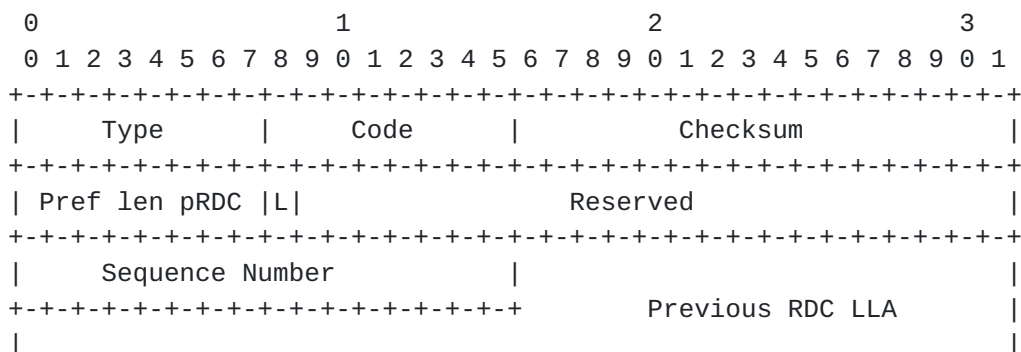 0                   1                   2                   3
 0 1 2 3 4 5 6 7 8 9 0 1 2 3 4 5 6 7 8 9 0 1 2 3 4 5 6 7 8 9 0 1
+-+-+-+-+-+-+-+-+-+-+-+-+-+-+-+-+-+-+-+-+-+-+-+-+-+-+-+-+-+-+-+-+
|     Type      |     Code      |          Checksum             |
+-+-+-+-+-+-+-+-+-+-+-+-+-+-+-+-+-+-+-+-+-+-+-+-+-+-+-+-+-+-+-+-+
| Pref len pRDC |L|                 Reserved                    |
+-+-+-+-+-+-+-+-+-+-+-+-+-+-+-+-+-+-+-+-+-+-+-+-+-+-+-+-+-+-+-+-+
|     Sequence Number           |                               |
+-+-+-+-+-+-+-+-+-+-+-+-+-+-+-+-+        Previous RDC LLA       |
|                                                               |